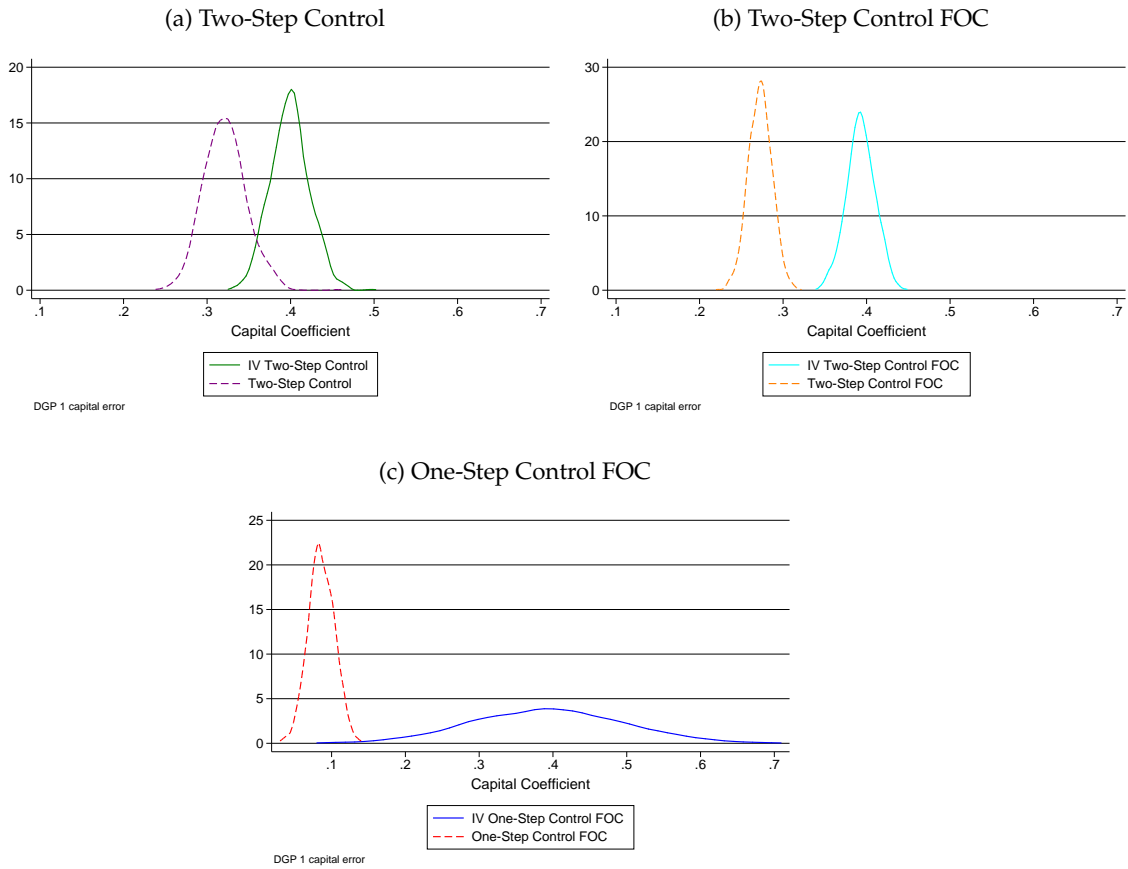 (a) Two-Step Control
20
15
10
5
0
.1 .2 .3 .4 .5 .6 .7
Capital Coefficient
IV Two-Step Control
Two-Step Control
DGP 1 capital error
(b) Two-Step Control FOC
30
20
10
0
.1 .2 .3 .4 .5 .6 .7
Capital Coefficient
IV Two-Step Control FOC
Two-Step Control FOC
DGP 1 capital error
(c) One-Step Control FOC
25
20
15
10
5
0
.1 .2 .3 .4 .5 .6 .7
Capital Coefficient
IV One-Step Control FOC
One-Step Control FOC
DGP 1 capital error